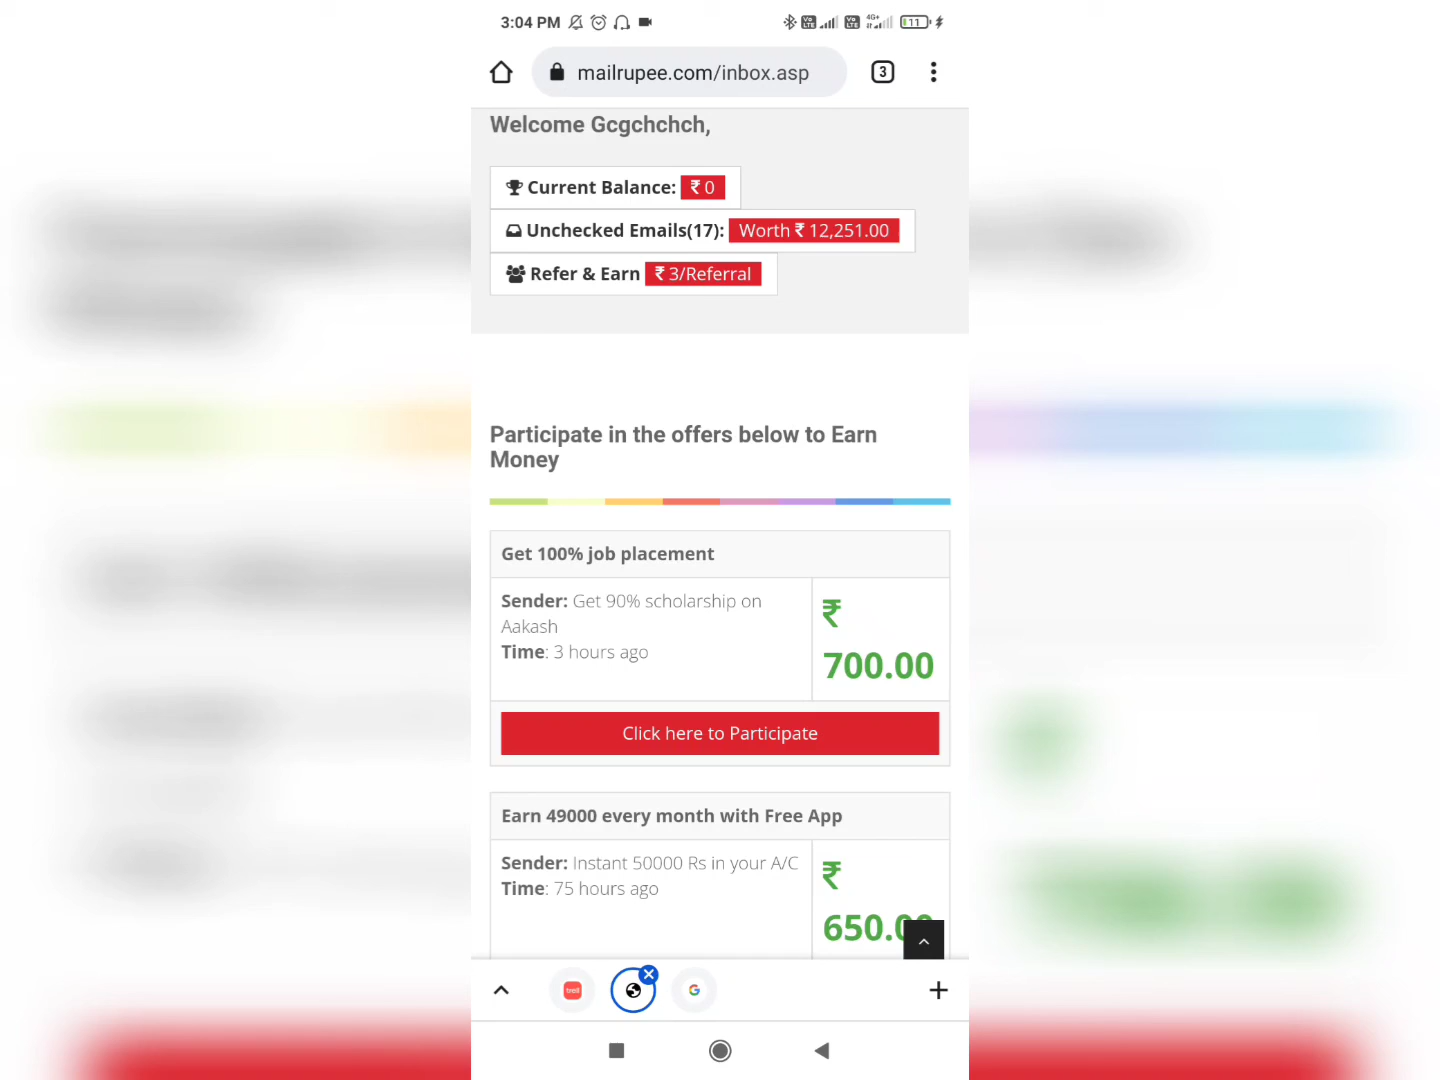 3:04 PM
11
mailrupee.com/inbox.asp
3
Welcome Gcgchchch,
Current Balance: ₹ 0
Unchecked Emails(17): Worth ₹ 12,251.00
Refer & Earn ₹ 3/Referral
Participate in the offers below to Earn
Money
Get 100% job placement
Sender: Get 90% scholarship on
Aakash
Time: 3 hours ago
₹
700.00
Click here to Participate
Earn 49000 every month with Free App
Sender: Instant 50000 Rs in your A/C
Time: 75 hours ago
₹
650.00